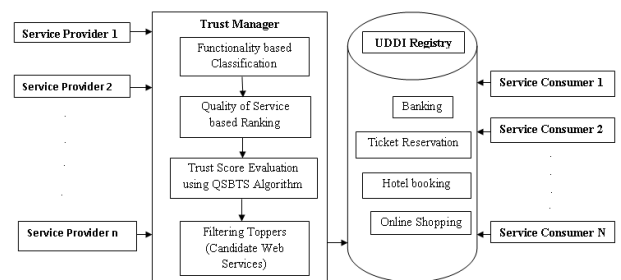 Trust Manager
Service Provider 1
Functionality based
Classification
UDDI Registry
Service Provider 2
Service Consumer 1
Quality of Service
based Ranking
Banking
Service Consumer 2
Ticket Reservation
Trust Score Evaluation
using QSBTS Algorithm
Hotel booking
Online Shopping
Service Provider n
Filtering Toppers
(Candidate Web
Services)
Service Consumer N